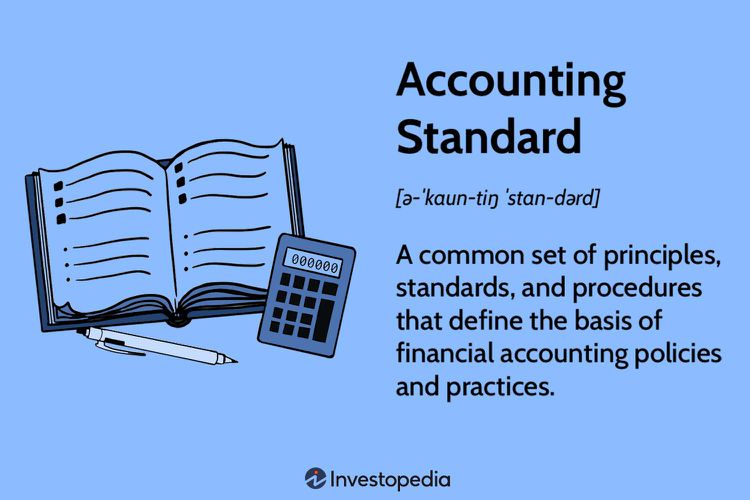 Accounting
Standard
[ə-ˈkaun-tiŋ ˈstan-dərd]
A common set of principles,
standards, and procedures
that define the basis of
financial accounting policies
and practices.
000000
Investopedia